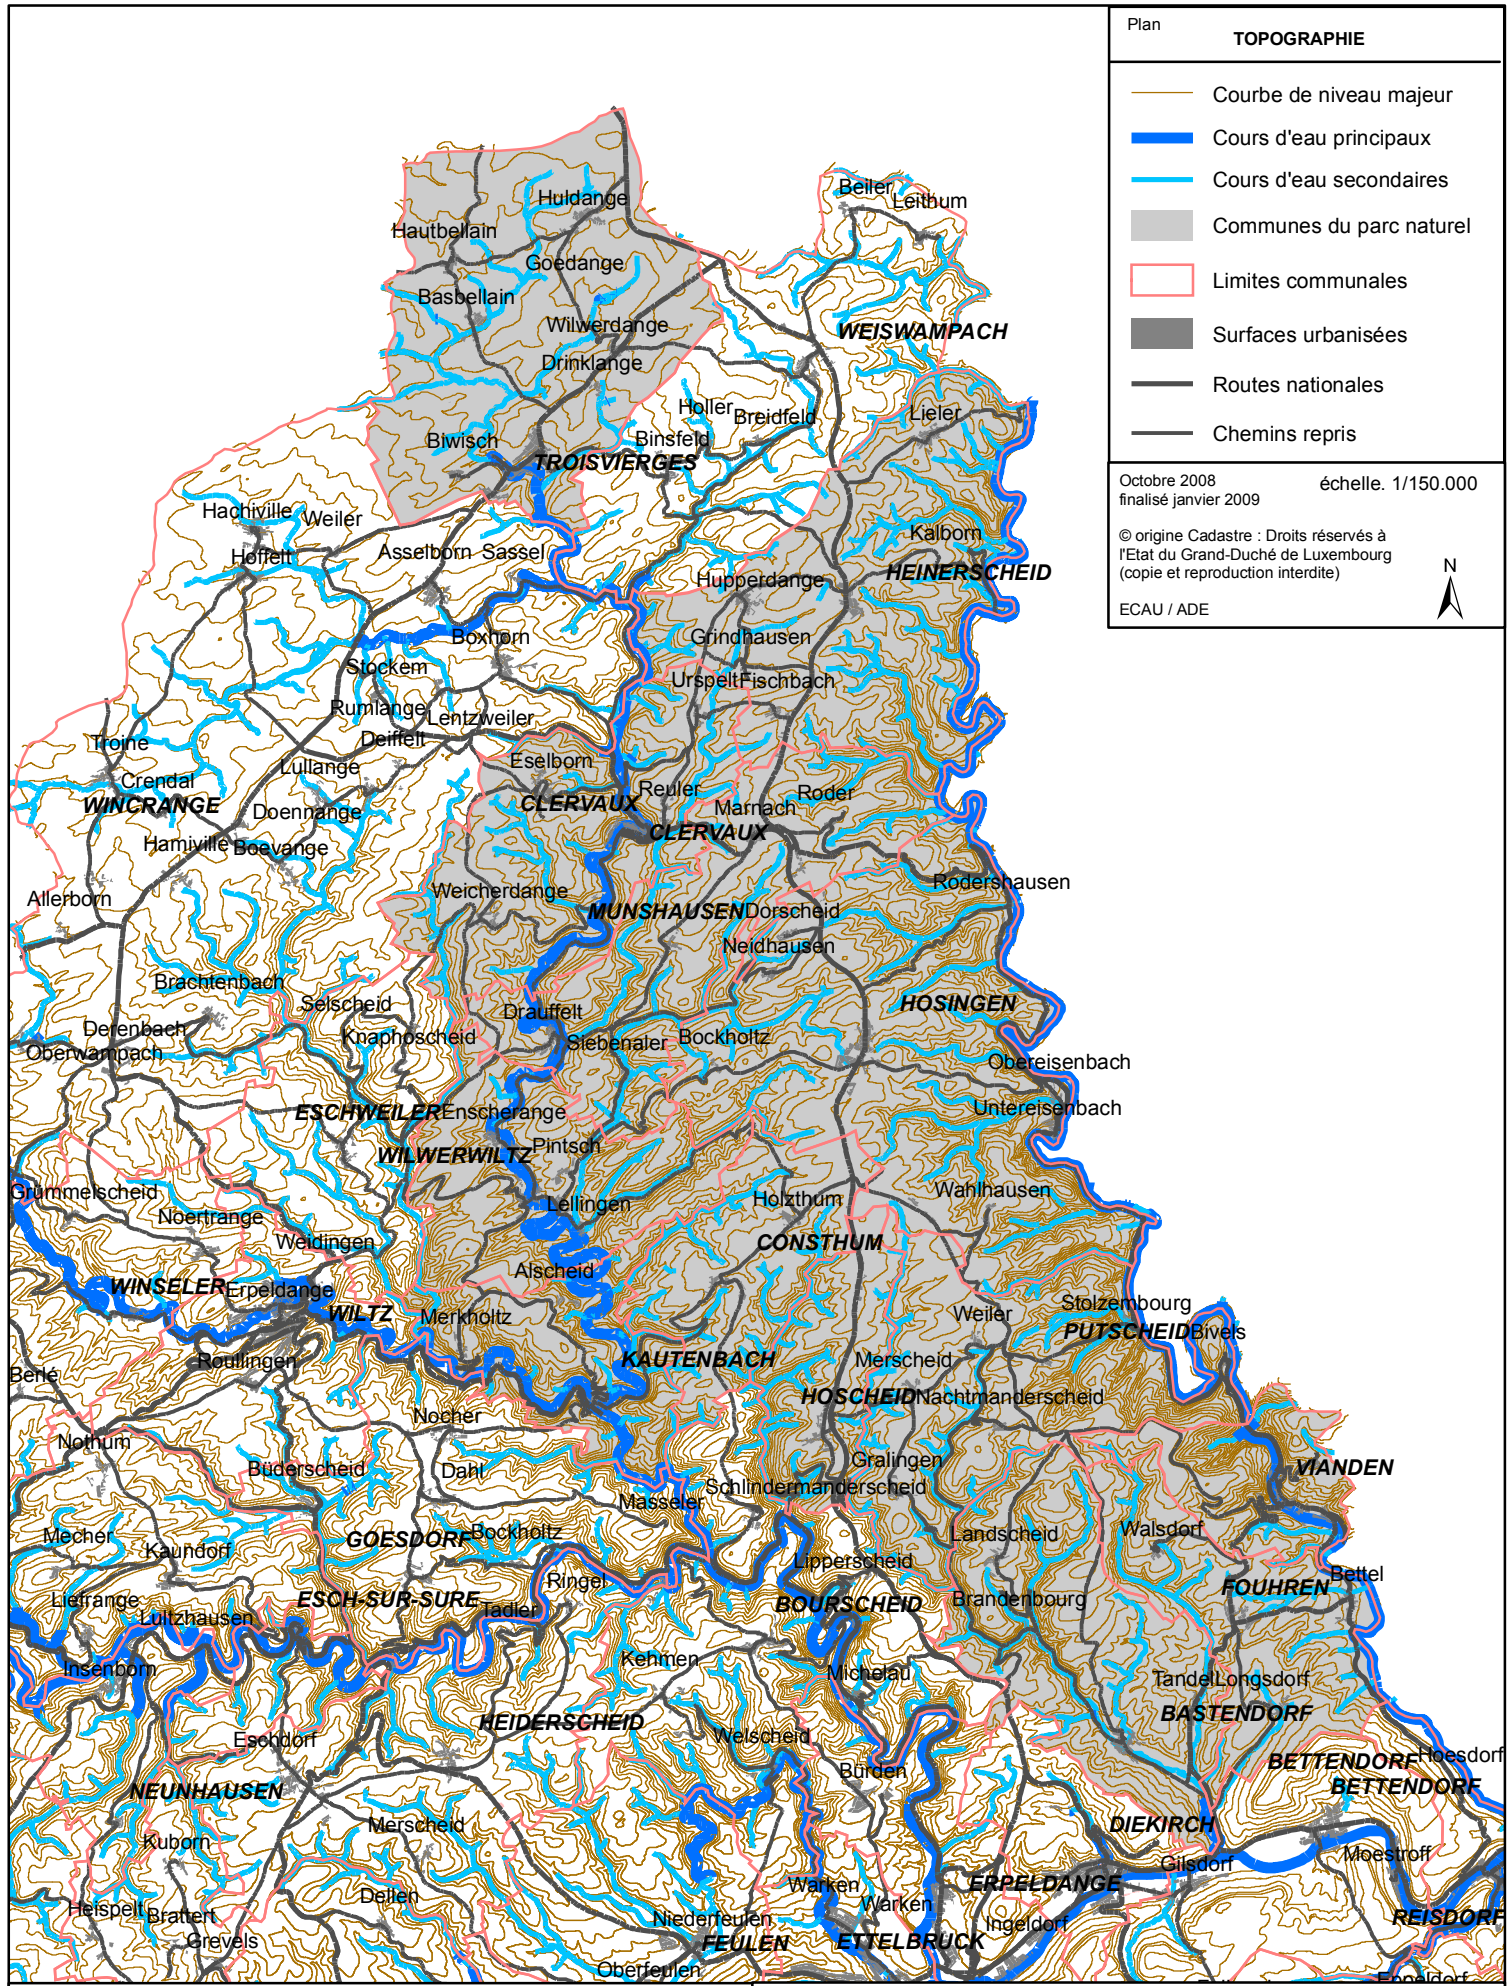 Plan
TOPOGRAPHIE
Courbe de niveau majeur
Cours d'eau principaux
Cours d'eau secondaires
Communes du parc naturel
Limites communales
Surfaces urbanisées
Routes nationales
Chemins repris
Octobre 2008
finalisé janvier 2009
échelle. 1/150.000
© origine Cadastre : Droits réservés à
l'Etat du Grand-Duché de Luxembourg
(copie et reproduction interdite)
N
ECAU / ADE
Beiler
Leithum
Huldange
Hautbellain
Goedange
Basbellain
Wilwerdange
WEISWAMPACH
Drinklange
Holler
Breidfeld
Lieler
Biwisch
Binsfeld
TROISVIERGES
Hachiville
Weiler
Kalborn
Hoffelt
Asselborn
Sassel
HEINERSCHEID
Hupperdange
Boxhorn
Grindhausen
Stockem
Urspelt
Fischbach
Rumlange
Lentzweiler
Troine
Deiffelt
Eselborn
Lullange
Crendal
Reuler
Roder
WINCRANGE
CLERVAUX
Marnach
Doennange
CLERVAUX
Hamiville
Boevange
Weicherdange
Rodershausen
Allerborn
MUNSHAUSEN
Dorscheid
Neidhausen
Brachtenbach
Selscheid
HOSINGEN
Drauffelt
Derenbach
Knaphoscheid
Siebenaler
Bockholtz
Oberwampach
Obereisenbach
ESCHWEILER
Enscherange
Untereisenbach
WILWERWILTZ
Pintsch
Grümmelscheid
Wahlhausen
Holzthum
Lellingen
Noertrange
Weidingen
CONSTHUM
Alscheid
WINSELER
Erpeldange
Stolzembourg
WILTZ
Merkholtz
Weiler
PUTSCHEID
Bivels
Roullingen
KAUTENBACH
Merscheid
Berlé
HOSCHEID
Nachtmanderscheid
Nocher
Nothum
Gralingen
Büderscheid
Dahl
VIANDEN
Schlindermanderscheid
Masseler
Mecher
GOESDORF
Bockholtz
Landscheid
Walsdorf
Kaundorf
Lipperscheid
Ringel
Bettel
FOUHREN
Liefrange
ESCH-SUR-SURE
Tadler
BOURSCHEID
Brandenbourg
Lultzhausen
Kehmen
Insenborn
Michelau
Tandel
Longsdorf
HEIDERSCHEID
BASTENDORF
Eschdorf
Welscheid
Hoesdorf
BETTENDORF
Bürden
NEUNHAUSEN
BETTENDORF
Merscheid
DIEKIRCH
Kuborn
Moestroff
Gilsdorf
Warken
ERPELDANGE
Dellen
Heispelt
Brattert
Warken
Niederfeulen
Ingeldorf
REISDORF
Grevels
FEULEN
ETTELBRUCK
Oberfeulen
Eppeldorf